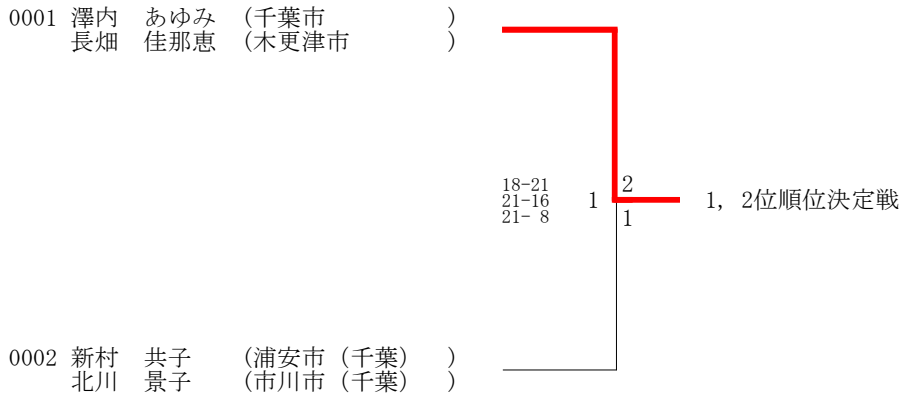 0001 澤内　あゆみ　(千葉市　　　　　)
長畑　佳那恵　(木更津市　　　　)
18-21
21-16
21- 8
1
2
1
1, 2位順位決定戦
0002 新村　共子　　(浦安市 (千葉)　)
北川　景子　　(市川市 (千葉)　)